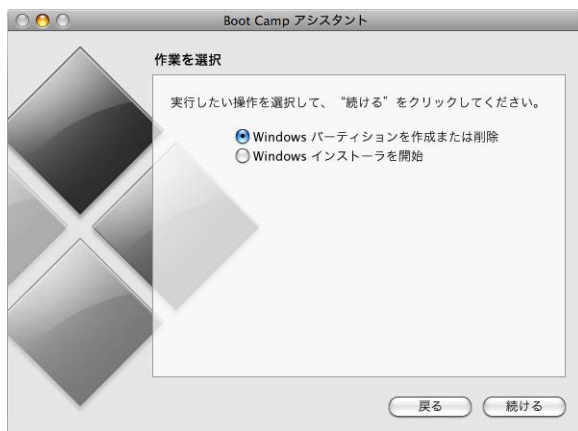 Boot Camp アシスタント
作業を選択
実行したい操作を選択して、“続ける”をクリックしてください。
Windows パーティションを作成または削除
Windows インストーラを開始
戻る
続ける